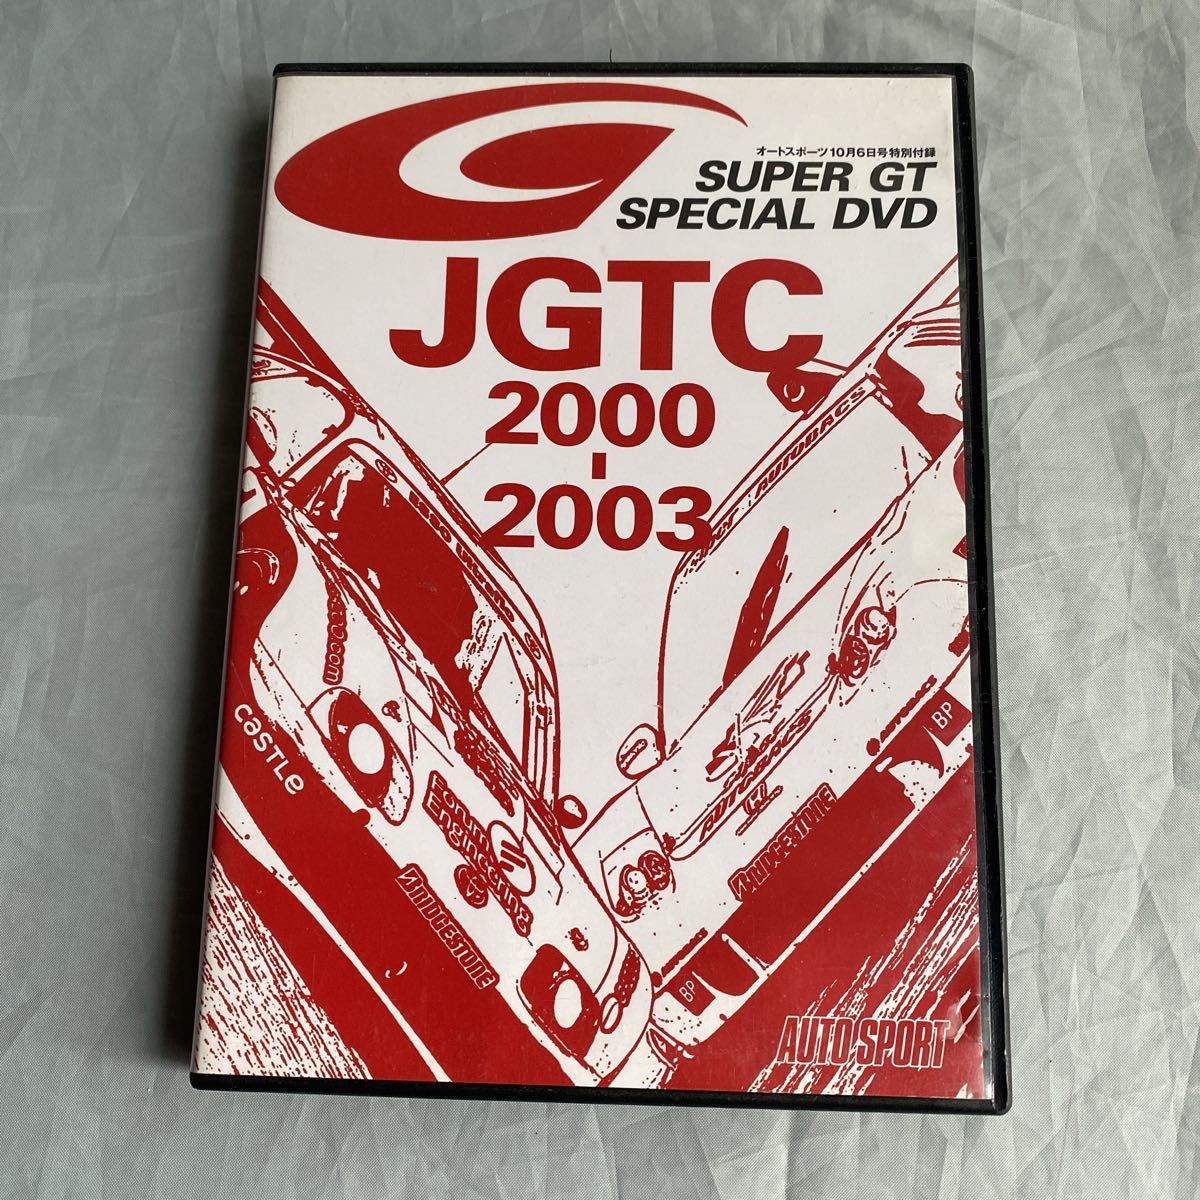 オートスポーツ10月6日号特別付録
SUPER GT
SPECIAL DVD
JGTC
2000
-
2003
AUTOBACS
caSTLe
BRIDGESTONE
AUTOBACS
BRIDGESTONE
BP
BP
AUTO SPORT